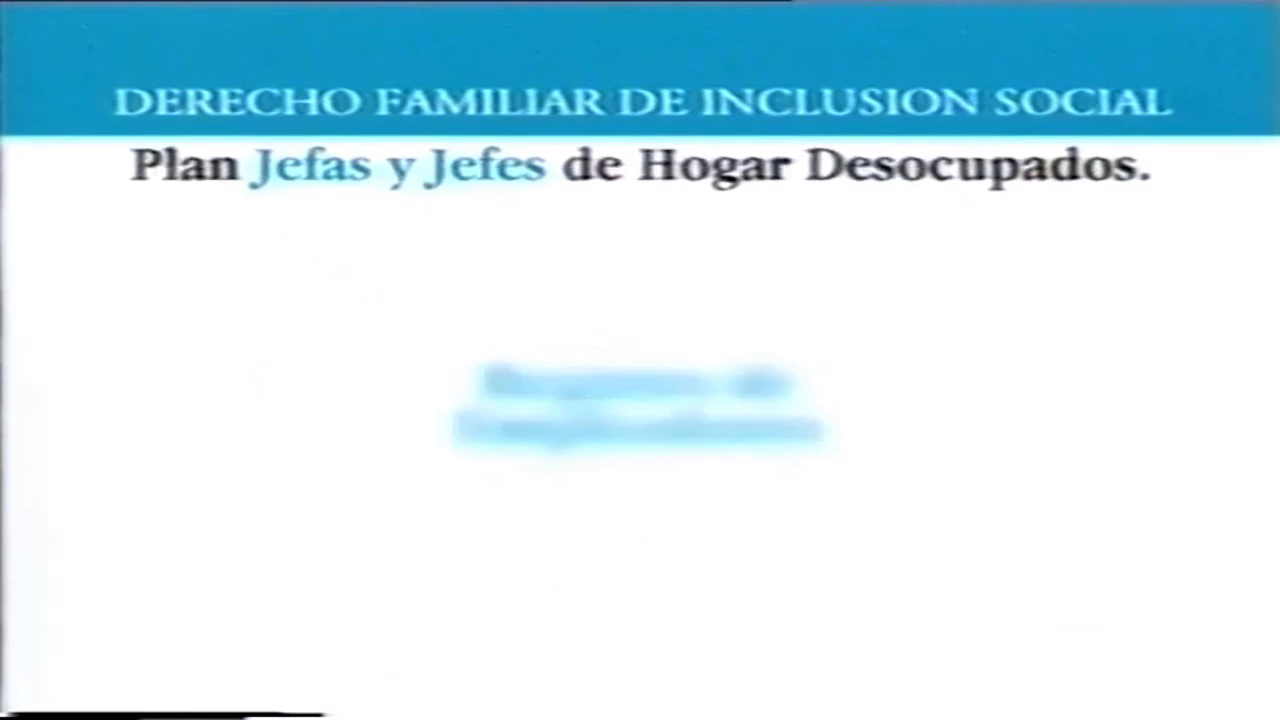 DERECHO FAMILIAR DE INCLUSION SOCIAL
Plan Jefas y Jefes de Hogar Desocupados.